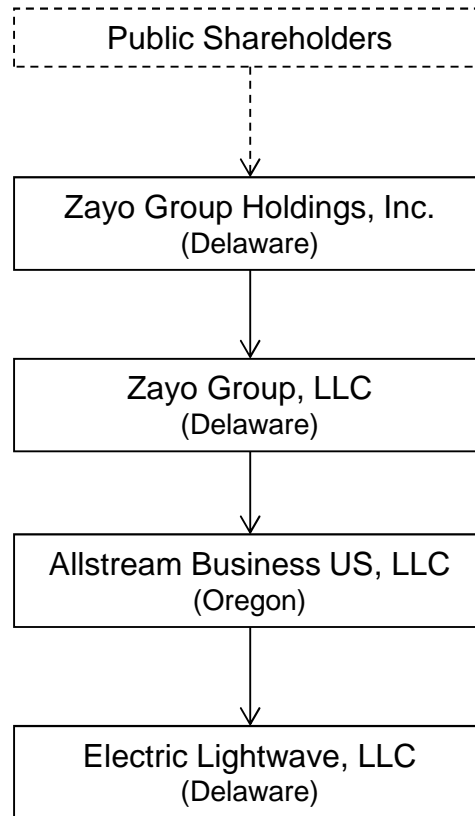 Public Shareholders
Zayo Group Holdings, Inc.
(Delaware)
Zayo Group, LLC
(Delaware)
Allstream Business US, LLC
(Oregon)
Electric Lightwave, LLC
(Delaware)